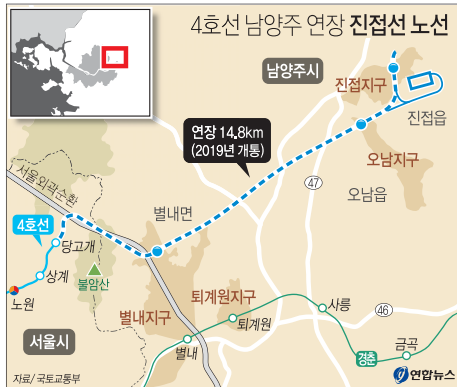 4호선 남양주 연장 진접선 노선
남양주시
진접지구
진접읍
연장 14.8km
(2019년 개통)
오남지구
47
오남읍
서울외곽순환
별내면
4호선
당고개
상계
불암산
노원
퇴계원지구
별내지구
사릉
46
서울시
퇴계원
별내
경춘
금곡
자료/국토교통부
연합뉴스